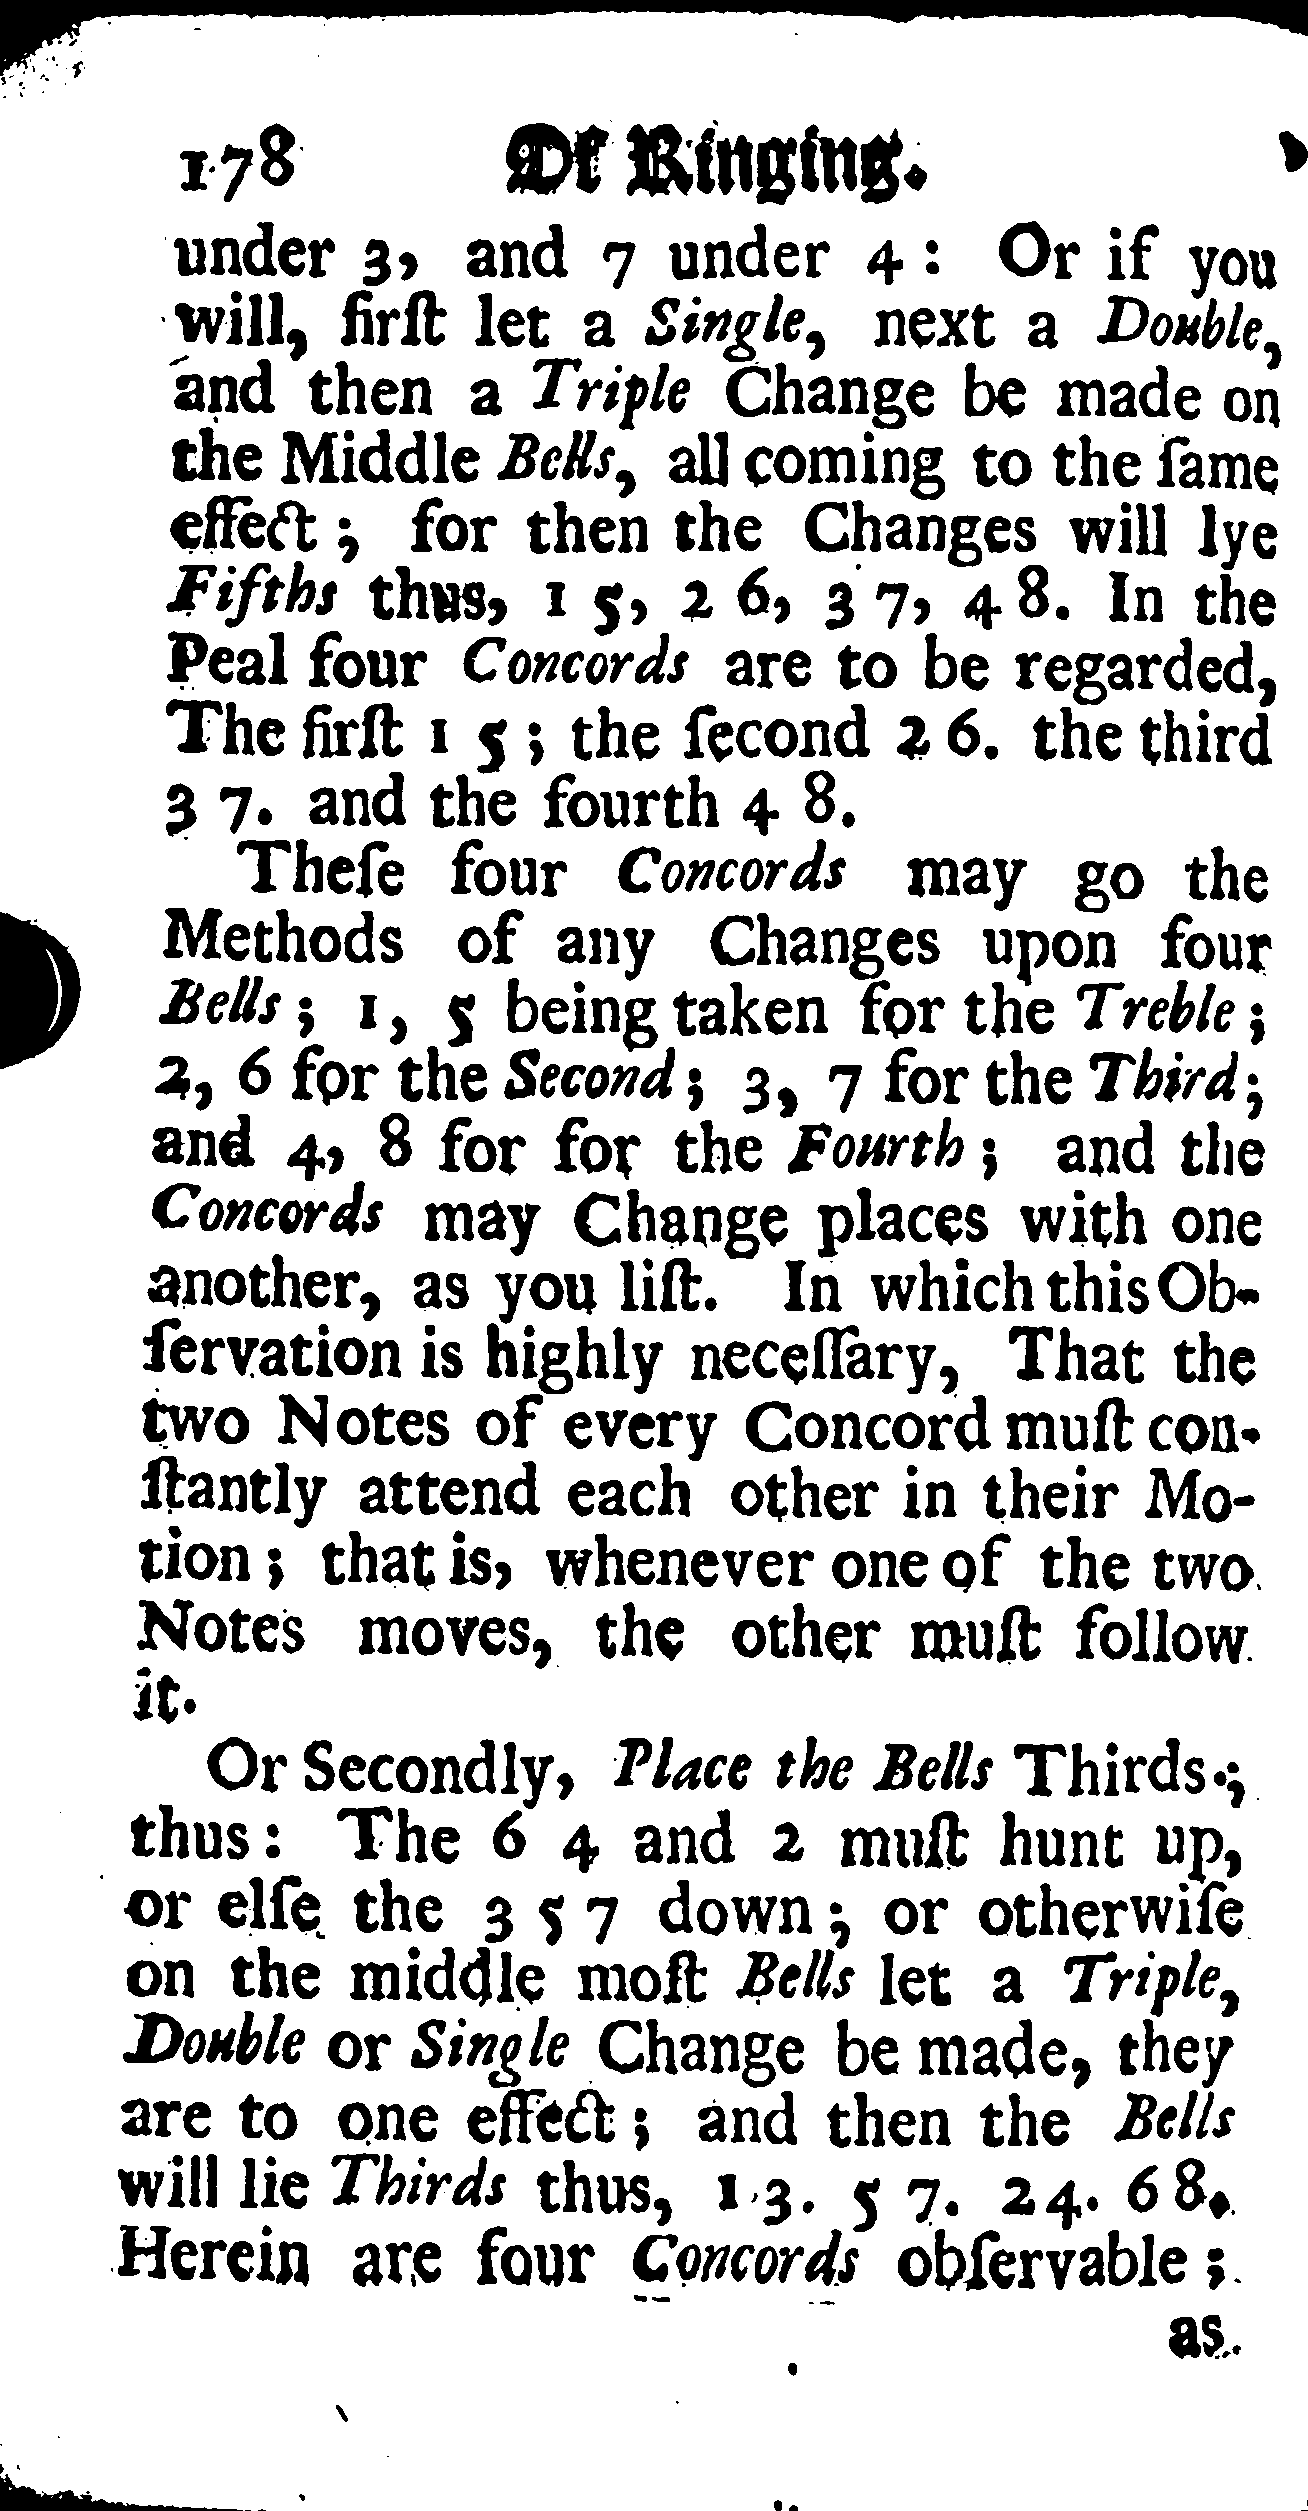 178 Of Ringing.
under 3, and 7 under 4 : Or if you
will, firſt let a Single, next a Double,
and then a Triple Change be made on
the Middle Bells, all coming to the ſame
effect ; for then the Changes will lye
Fifths thus, 1 5, 2 6, 3 7, 4 8. In the
Peal four Concords are to be regarded,
The firſt 1 5 ; the ſecond 2 6. the third
3 7. and the fourth 4 8.
Theſe four Concords may go the
Methods of any Changes upon four
Bells ; 1, 5 being taken for the Treble ;
2, 6 for the Second ; 3, 7 for the Third ;
and 4, 8 for for the Fourth ; and the
Concords may Change places with one
another, as you liſt. In which this Ob-
ſervation is highly neceſſary, That the
two Notes of every Concord muſt con-
ſtantly attend each other in their Mo-
tion ; that is, whenever one of the two
Notes moves, the other muſt follow
it.
Or Secondly, Place the Bells Thirds ;
thus : The 6 4 and 2 muſt hunt up,
or elſe the 3 5 7 down ; or otherwiſe
on the middle moſt Bells let a Triple,
Double or Single Change be made, they
are to one effect ; and then the Bells
will lie Thirds thus, 1 3. 5 7. 2 4. 6 8.
Herein are four Concords obſervable ;
as